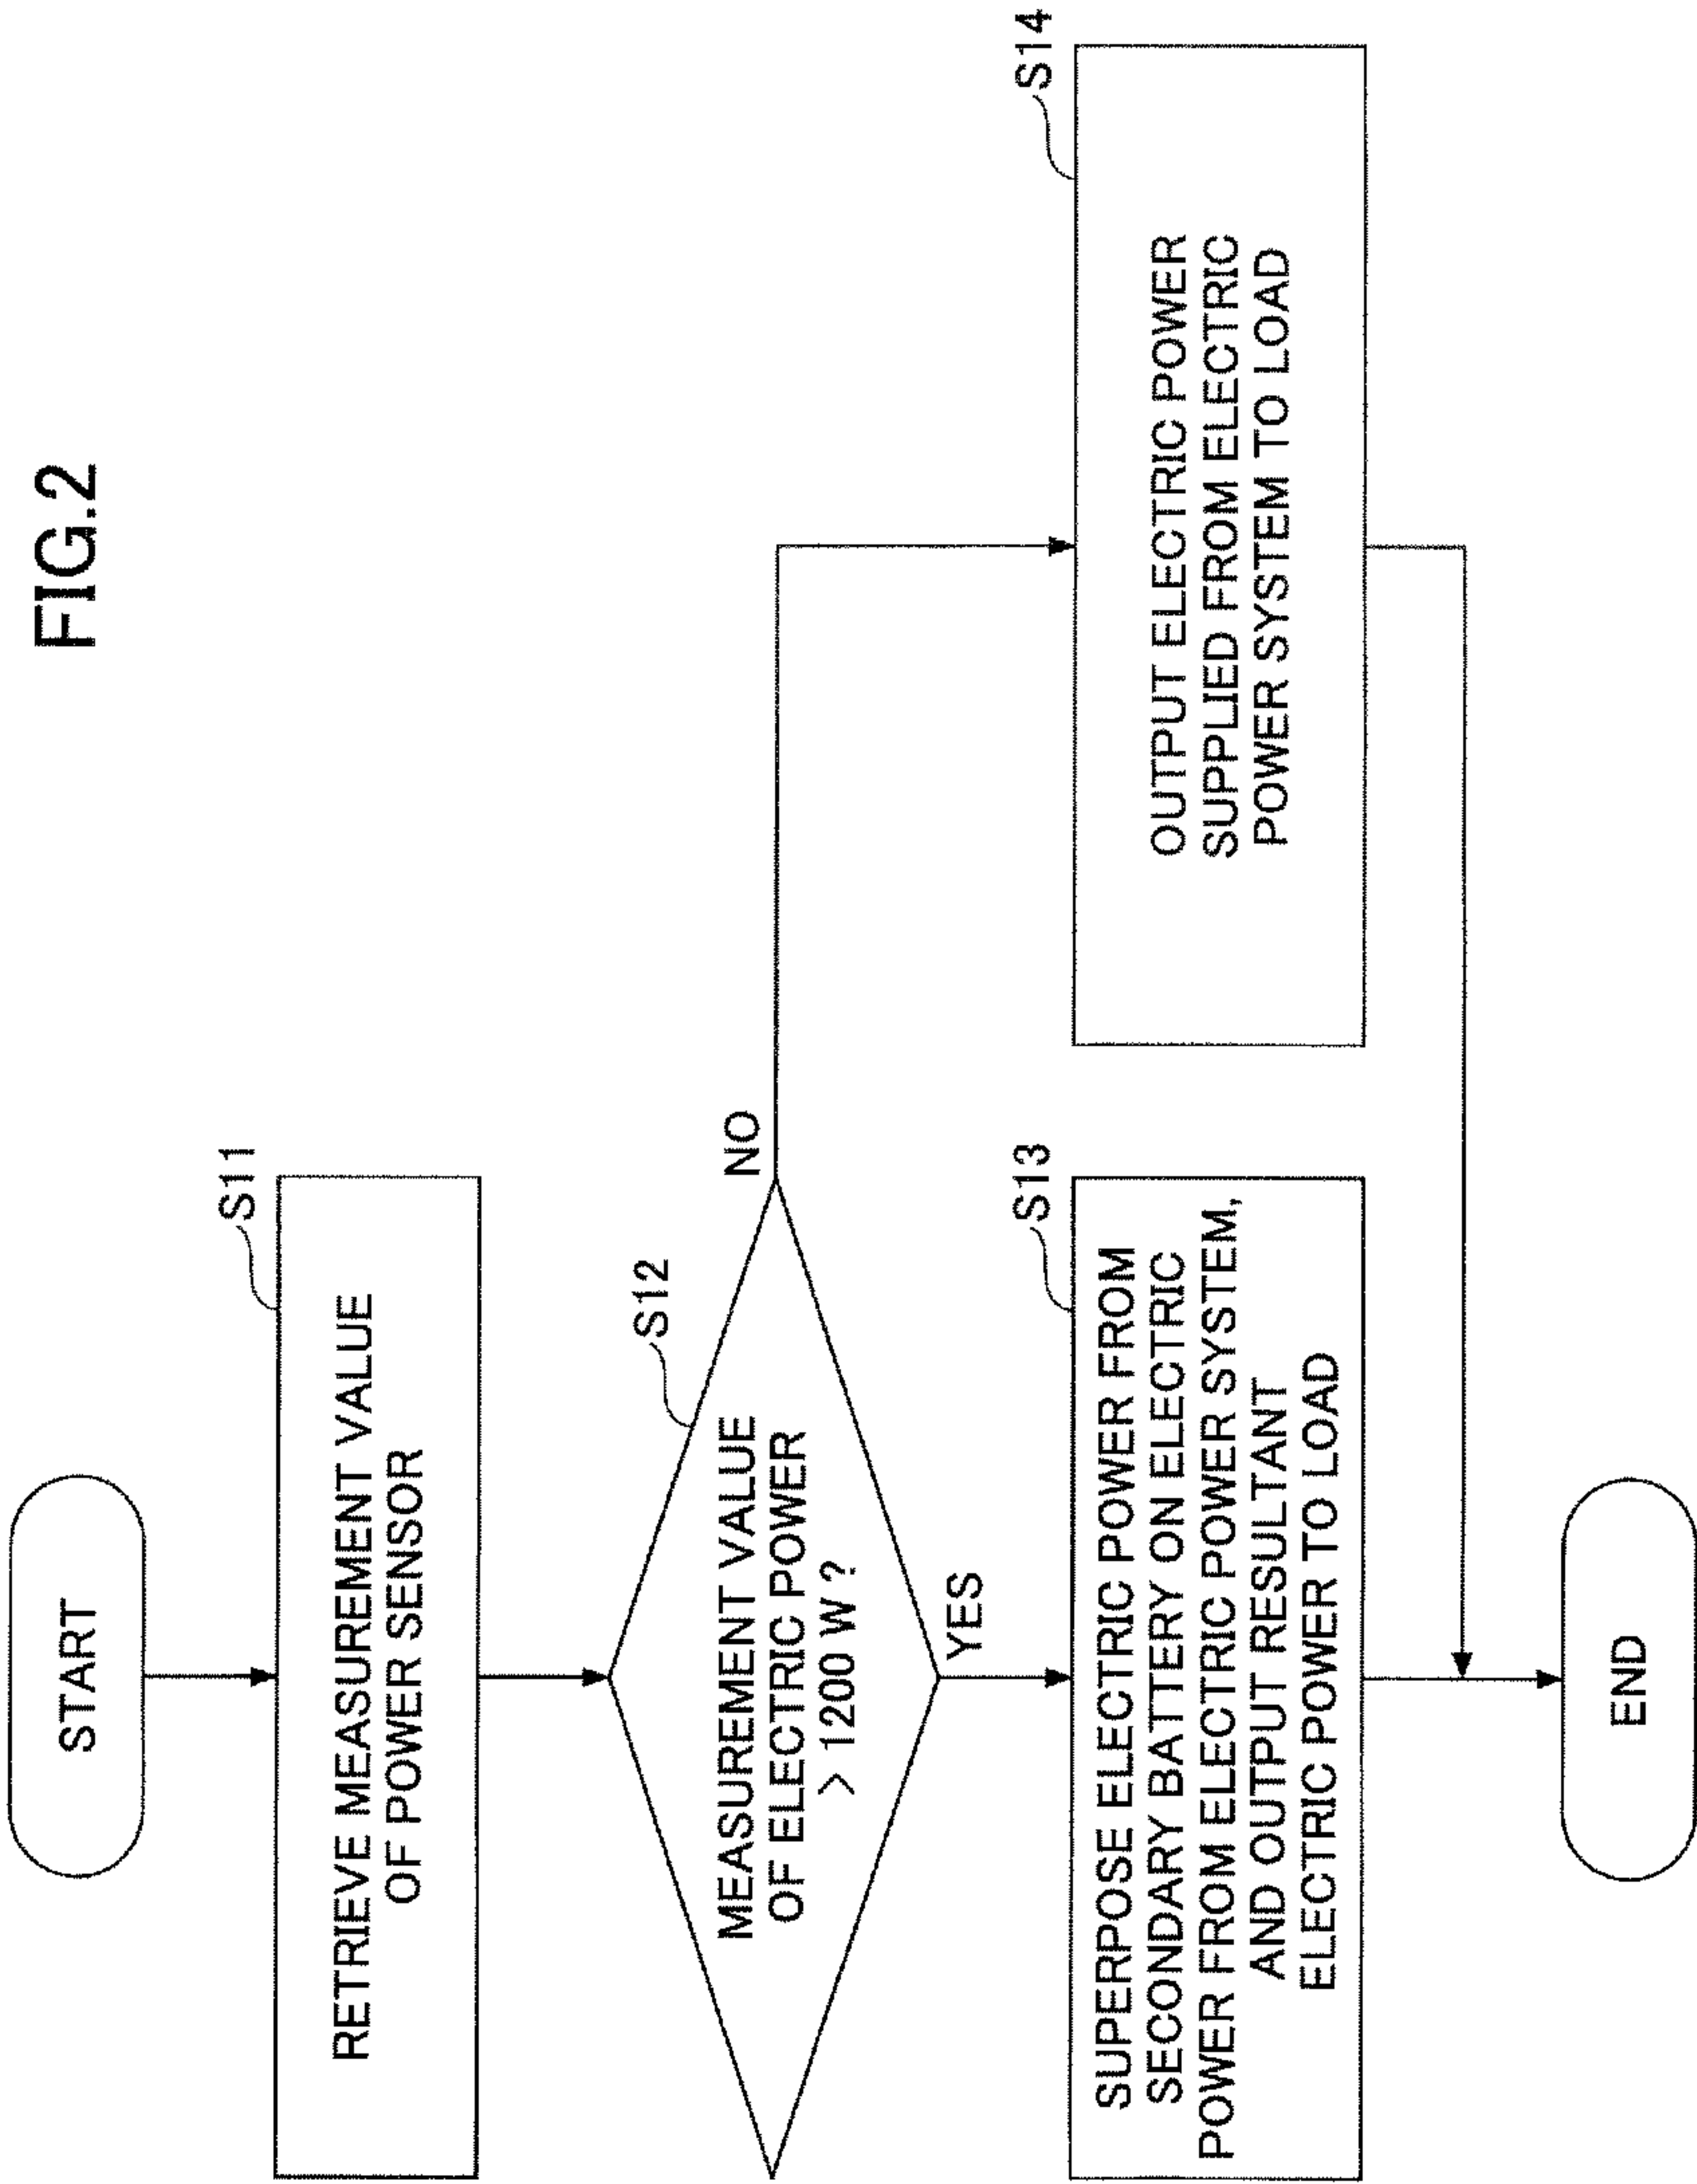 FIG.2
START
S11
RETRIEVE MEASUREMENT VALUE
OF POWER SENSOR
S12
MEASUREMENT VALUE
OF ELECTRIC POWER
> 1200 W ?
NO
YES
S13
SUPERPOSE ELECTRIC POWER FROM
SECONDARY BATTERY ON ELECTRIC
POWER FROM ELECTRIC POWER SYSTEM,
AND OUTPUT RESULTANT
ELECTRIC POWER TO LOAD
S14
OUTPUT ELECTRIC POWER
SUPPLIED FROM ELECTRIC
POWER SYSTEM TO LOAD
END